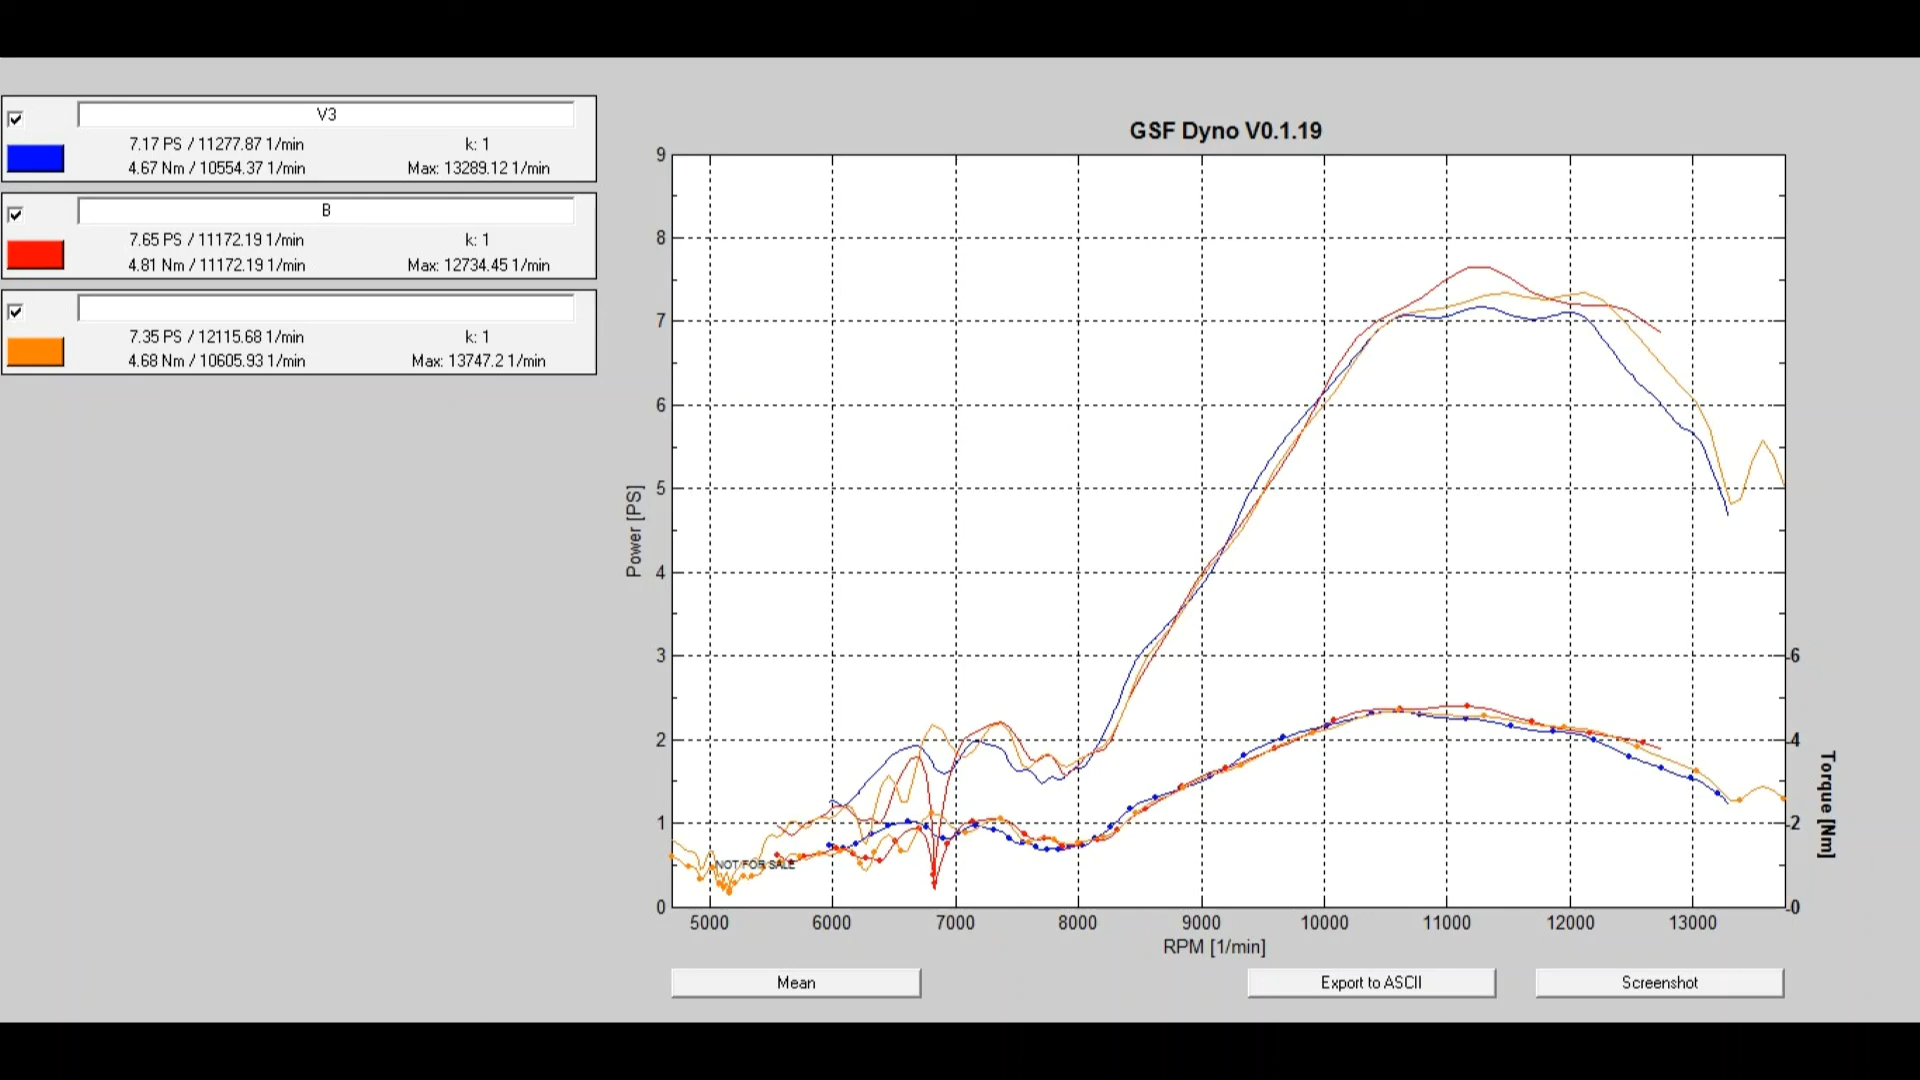 V3
7.17 PS / 11277.87 1/min k: 1
4.67 Nm / 10554.37 1/min Max: 13289.12 1/min
B
7.65 PS / 11172.19 1/min k: 1
4.81 Nm / 11172.19 1/min Max: 12734.45 1/min
7.35 PS / 12115.68 1/min k: 1
4.68 Nm / 10605.93 1/min Max: 13747.2 1/min
GSF Dyno V0.1.19
9
8
7
6
5
4
3
2
1
0
Power [PS]
6
4
2
0
Torque [Nm]
NOT FOR SALE
5000 6000 7000 8000 9000 10000 11000 12000 13000
RPM [1/min]
Mean
Export to ASCII
Screenshot